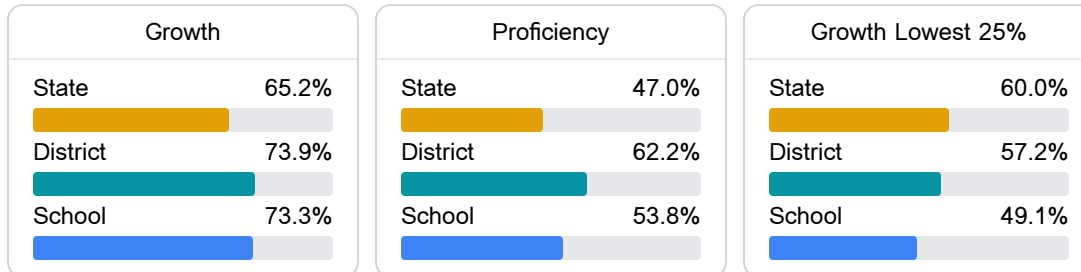 Growth
State 65.2%
District 73.9%
School 73.3%
Proficiency
State 47.0%
District 62.2%
School 53.8%
Growth Lowest 25%
State 60.0%
District 57.2%
School 49.1%